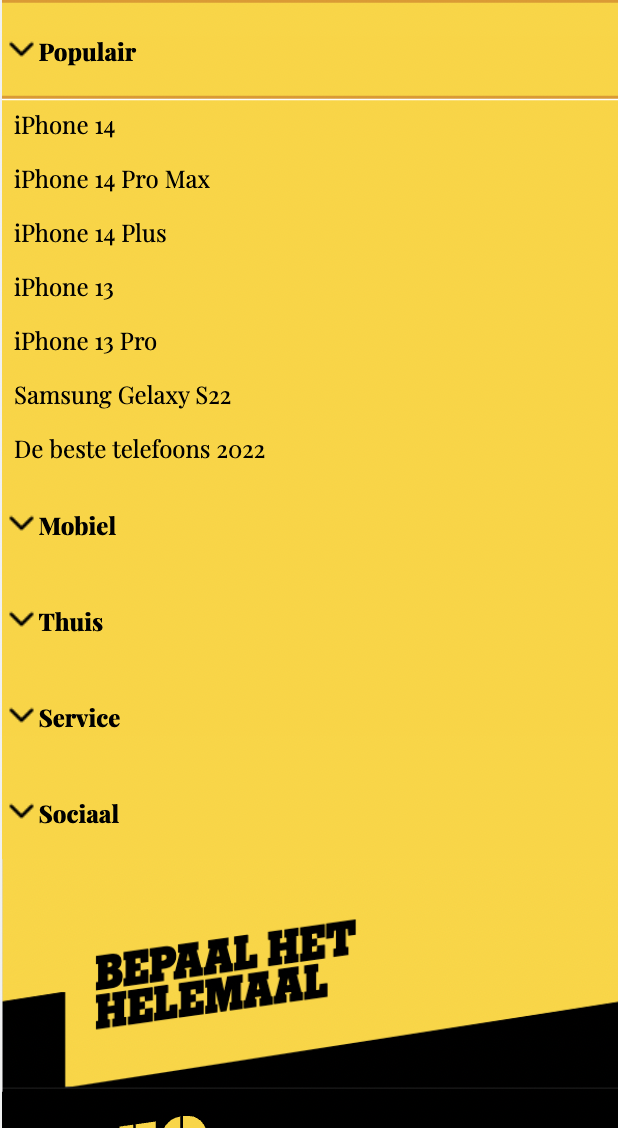 Populair
iPhone 14
iPhone 14 Pro Max
iPhone 14 Plus
iPhone 13
iPhone 13 Pro
Samsung Gelaxy S22
De beste telefoons 2022
Mobiel
Thuis
Service
Sociaal
BEPAAL HET
HELEMAAL